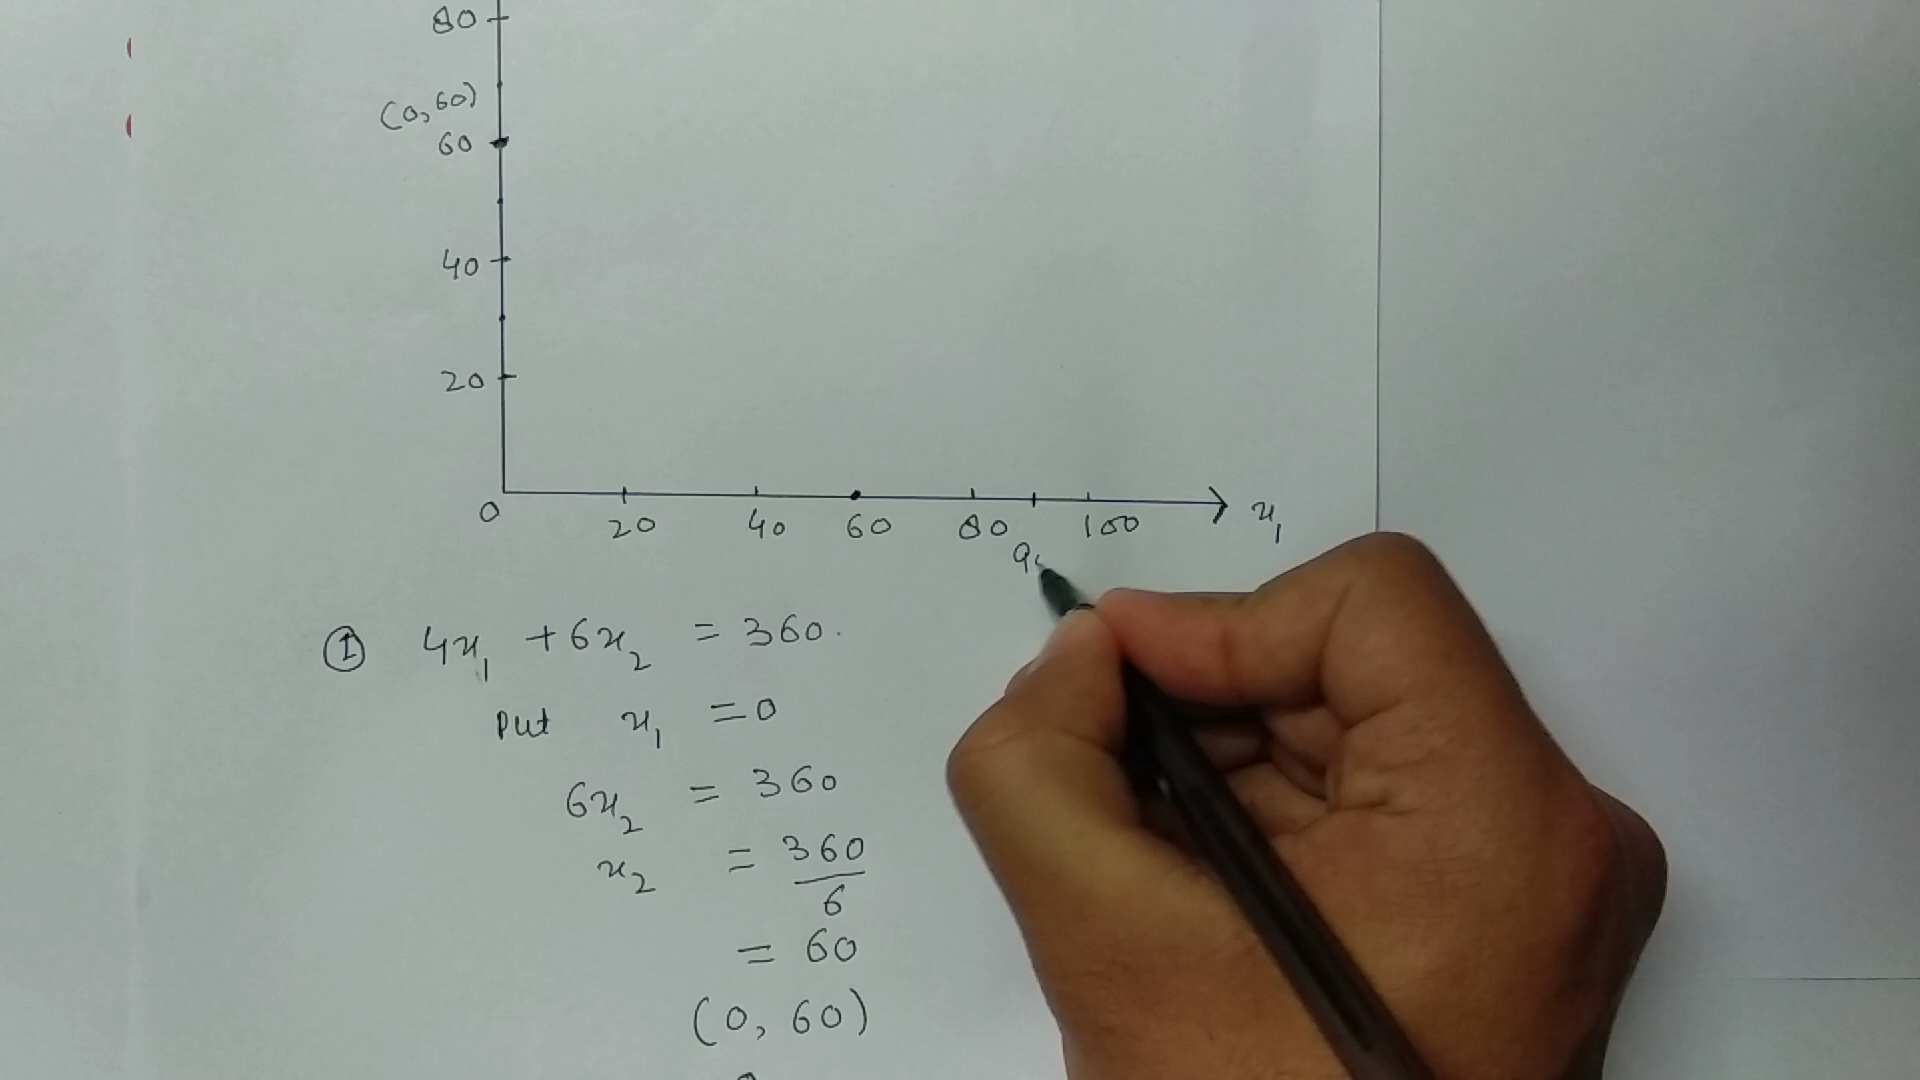 80
(0, 60)
60
40
20
0 20 40 60 80 100 x₁
① 4x₁ + 6x₂ = 360.
Put x₁ = 0
6x₂ = 360
x₂ = 360/6
= 60
(0, 60)